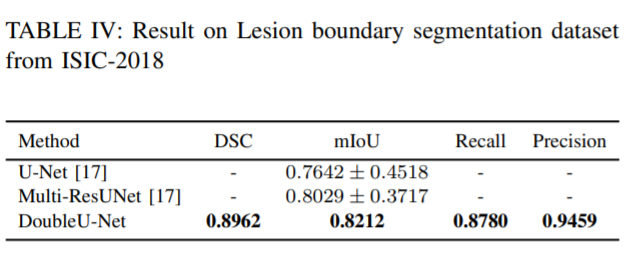 TABLE IV: Result on Lesion boundary segmentation dataset
from ISIC-2018
Method DSC mIoU Recall Precision
U-Net [17] - 0.7642 ± 0.4518 - -
Multi-ResUNet [17] - 0.8029 ± 0.3717 - -
DoubleU-Net 0.8962 0.8212 0.8780 0.9459